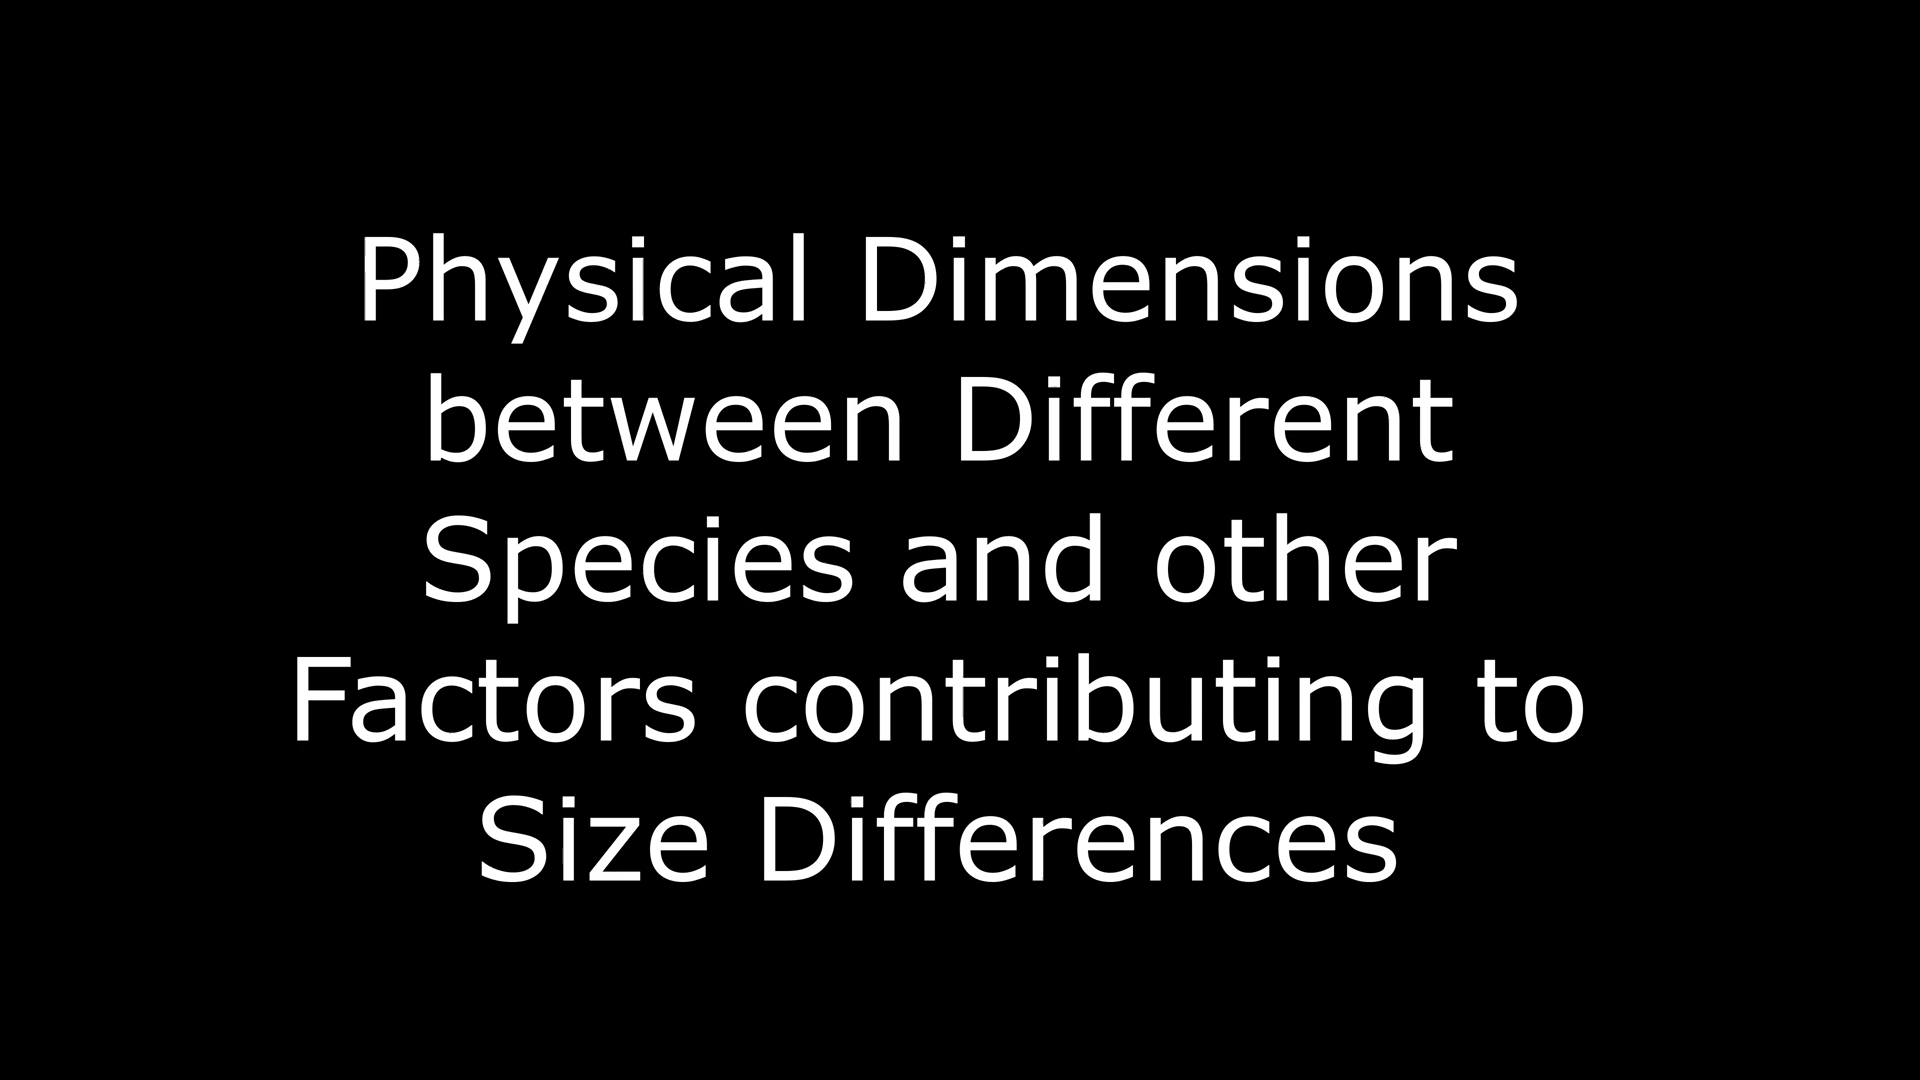 Physical Dimensions
between Different
Species and other
Factors contributing to
Size Differences